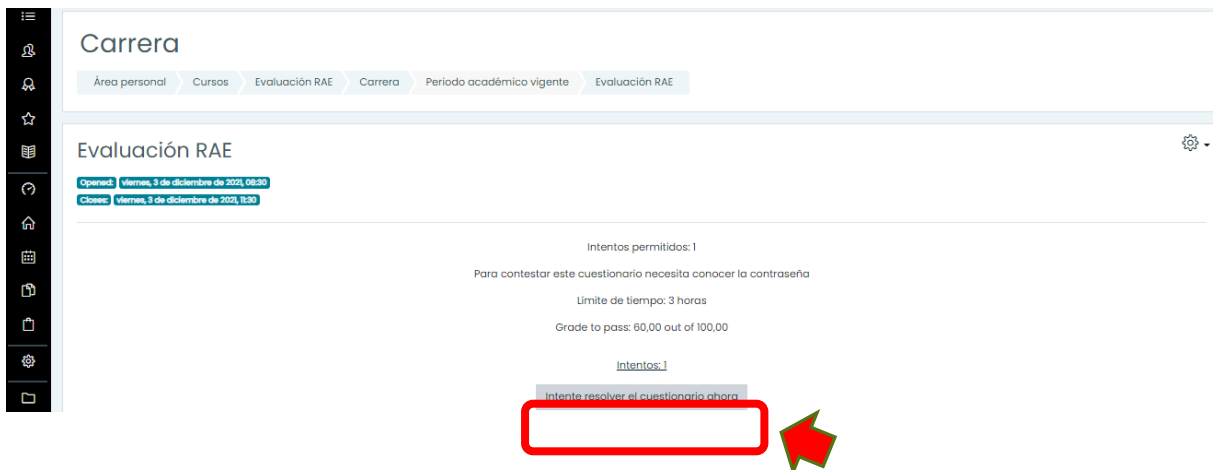 Carrera
Área personal Cursos Evaluación RAE Carrera Periodo académico vigente Evaluación RAE
Evaluación RAE
Opened: viernes, 3 de diciembre de 2021, 08:30
Closes: viernes, 3 de diciembre de 2021, 11:30
Intentos permitidos: 1
Para contestar este cuestionario necesita conocer la contraseña
Límite de tiempo: 3 horas
Grade to pass: 60,00 out of 100,00
Intentos: 1
Intente resolver el cuestionario ahora